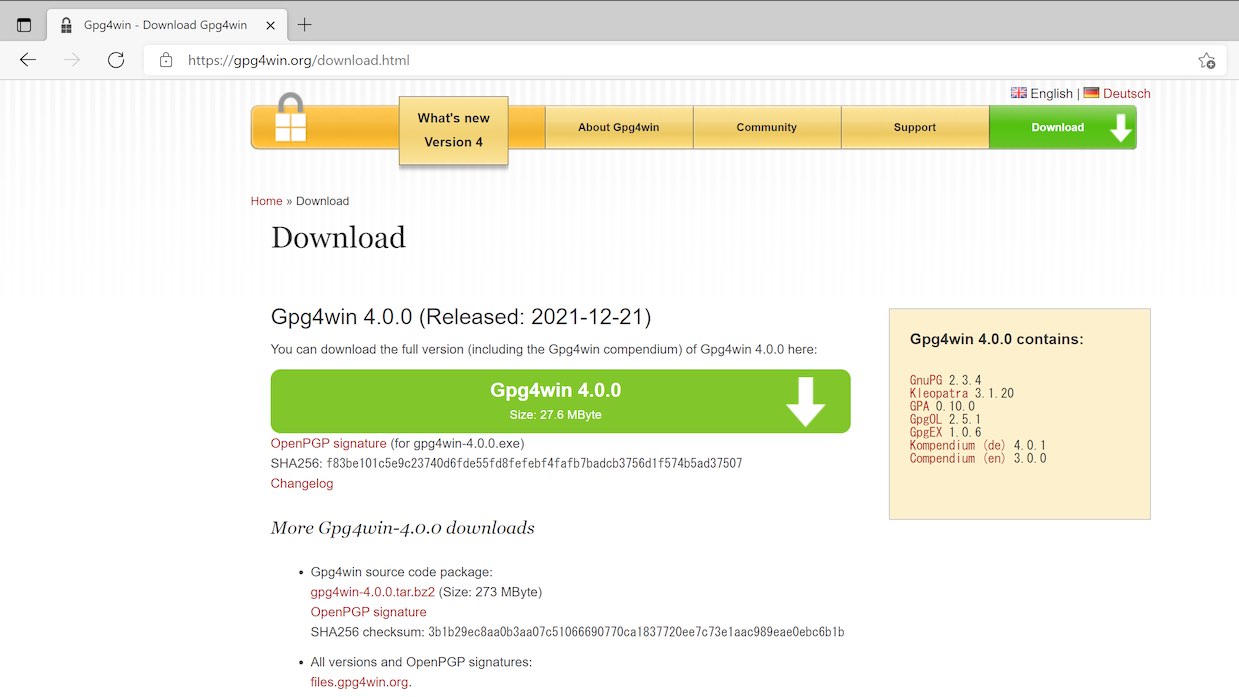 Gpg4win - Download Gpg4win
https://gpg4win.org/download.html
English | Deutsch
What's new
Version 4
About Gpg4win
Community
Support
Download
Home » Download
Download
Gpg4win 4.0.0 (Released: 2021-12-21)
You can download the full version (including the Gpg4win compendium) of Gpg4win 4.0.0 here:
Gpg4win 4.0.0
Size: 27.6 MByte
OpenPGP signature (for gpg4win-4.0.0.exe)
SHA256: f83be101c5e9c23740d6fde55fd8fefebf4fafb7badcb3756d1f574b5ad37507
Changelog
More Gpg4win-4.0.0 downloads
• Gpg4win source code package:
gpg4win-4.0.0.tar.bz2 (Size: 273 MByte)
OpenPGP signature
SHA256 checksum: 3b1b29ec8aa0b3aa07c51066690770ca1837720ee7c73e1aac989eae0ebc6b1b
• All versions and OpenPGP signatures:
files.gpg4win.org.
Gpg4win 4.0.0 contains:
GnuPG 2.3.4
Kleopatra 3.1.20
GPA 0.10.0
GpgOL 2.5.1
GpgEX 1.0.6
Kompendium (de) 4.0.1
Compendium (en) 3.0.0